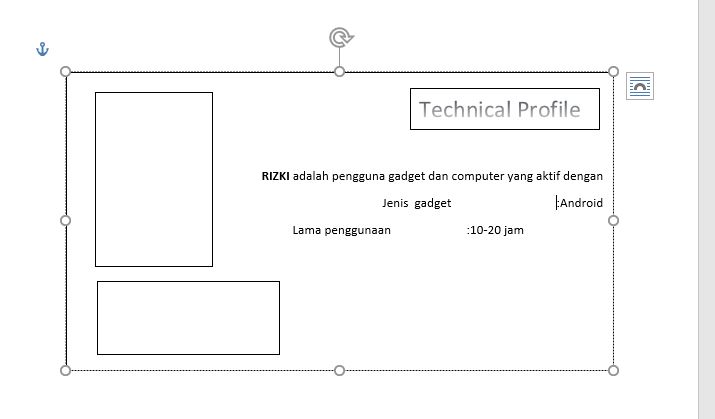 Technical Profile
RIZKI adalah pengguna gadget dan computer yang aktif dengan
Jenis gadget :Android
Lama penggunaan :10-20 jam